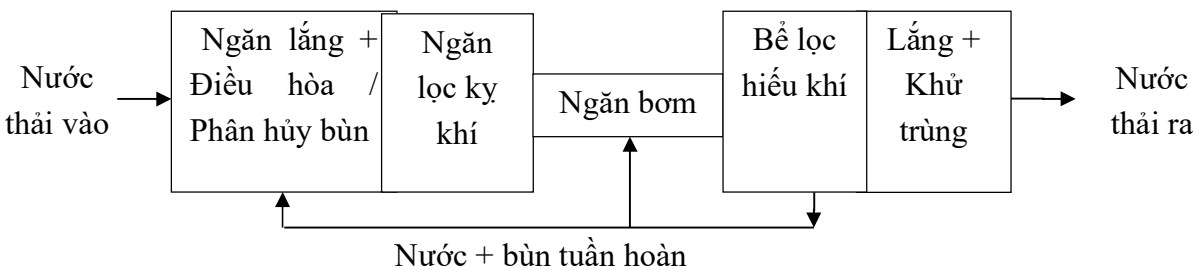 Nước
thải vào
Ngăn lắng +
Điều hòa /
Phân hủy bùn
Ngăn
lọc kỵ
khí
Ngăn bơm
Bể lọc
hiếu khí
Lắng +
Khử
trùng
Nước
thải ra
Nước + bùn tuần hoàn